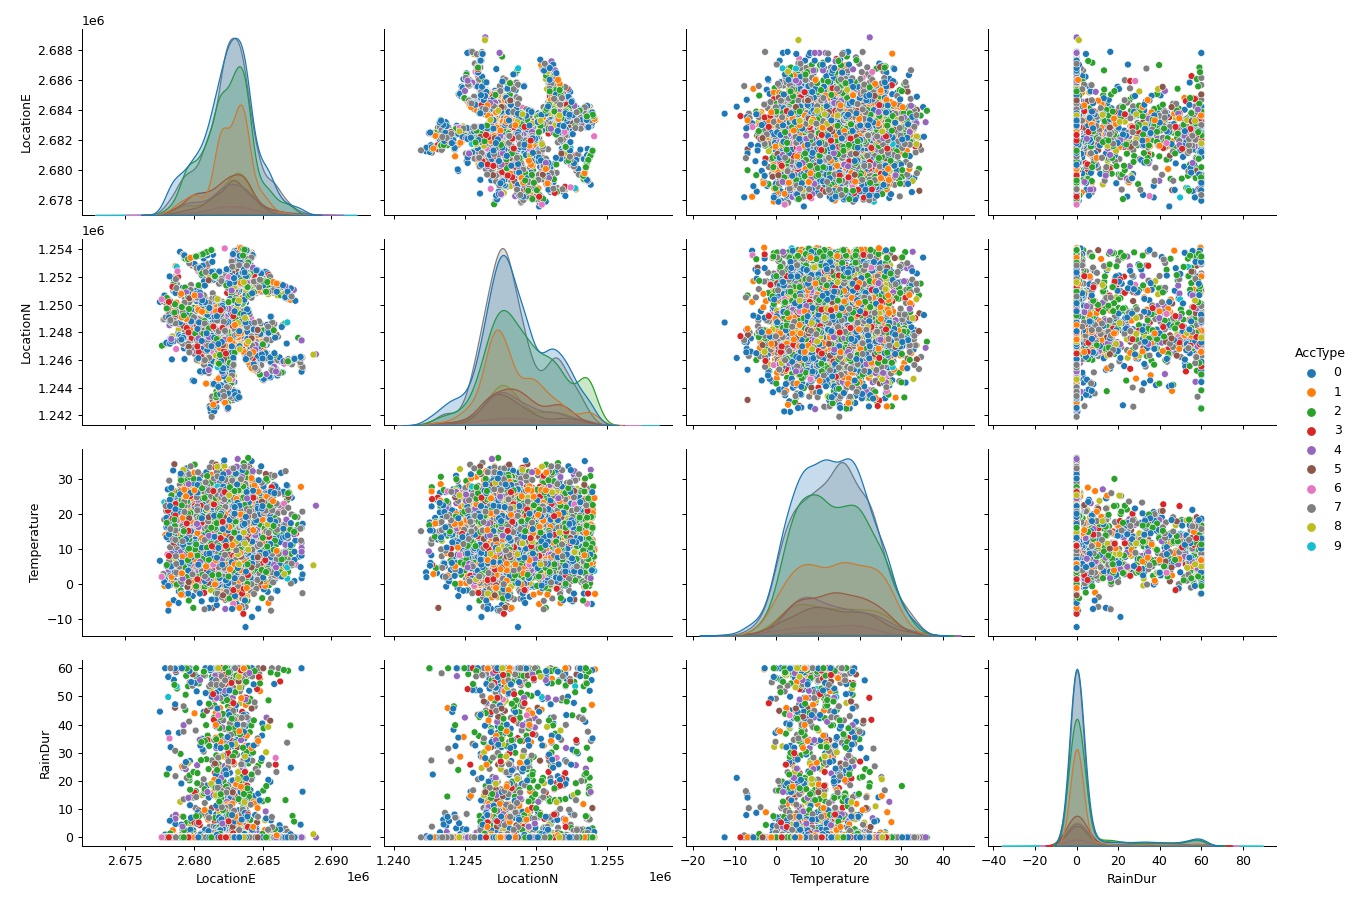 1e6
2.688
2.686
2.684
2.682
2.680
2.678
LocationE
1e6
1.254
1.252
1.250
1.248
1.246
1.244
1.242
LocationN
30
20
10
0
−10
Temperature
60
50
40
30
20
10
0
RainDur
2.675 2.680 2.685 2.690
1e6
LocationE
1.240 1.245 1.250 1.255
1e6
LocationN
−20 −10 0 10 20 30 40
Temperature
−40 −20 0 20 40 60 80
RainDur
AccType
0
1
2
3
4
5
6
7
8
9